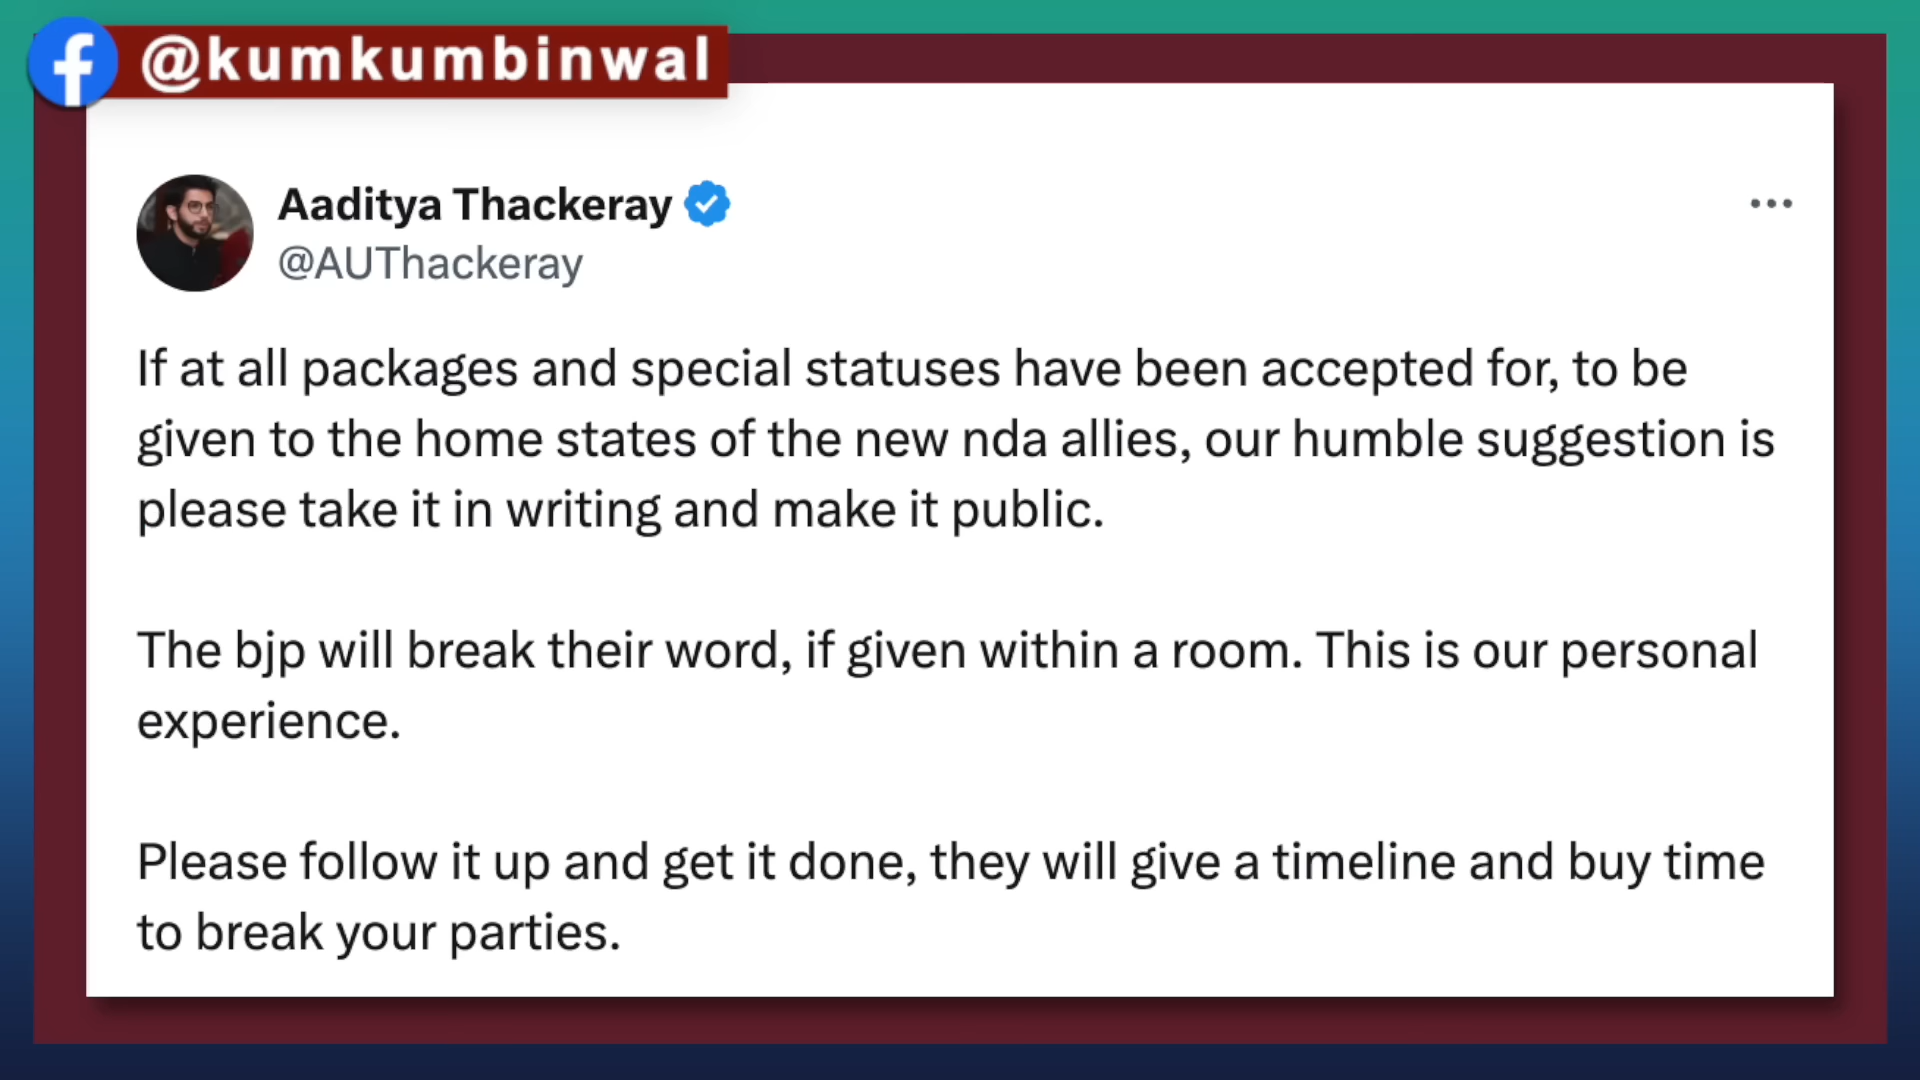 @kumkumbinwal
Aaditya Thackeray
@AUThackeray
If at all packages and special statuses have been accepted for, to be
given to the home states of the new nda allies, our humble suggestion is
please take it in writing and make it public.
The bjp will break their word, if given within a room. This is our personal
experience.
Please follow it up and get it done, they will give a timeline and buy time
to break your parties.